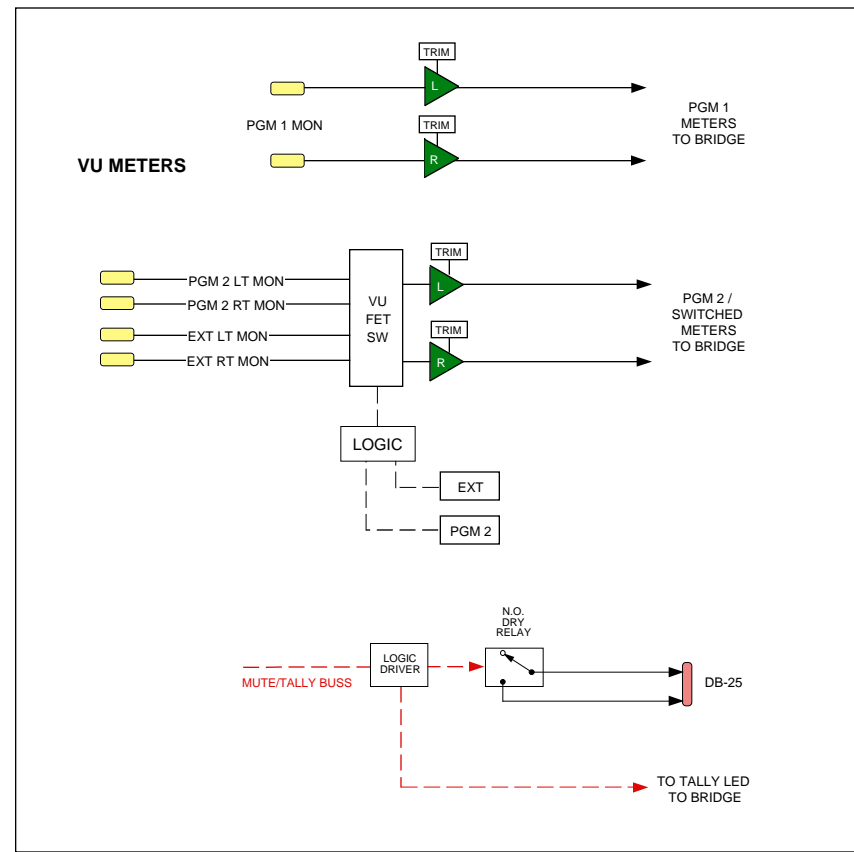 TRIM
L
PGM 1 MON
PGM 1
METERS
TO BRIDGE
TRIM
R
VU METERS
TRIM
L
PGM 2 LT MON
PGM 2 RT MON
EXT LT MON
EXT RT MON
VU
FET
SW
PGM 2 /
SWITCHED
METERS
TO BRIDGE
TRIM
R
LOGIC
EXT
PGM 2
N.O.
DRY
RELAY
LOGIC
DRIVER
MUTE/TALLY BUSS
DB-25
TO TALLY LED
TO BRIDGE